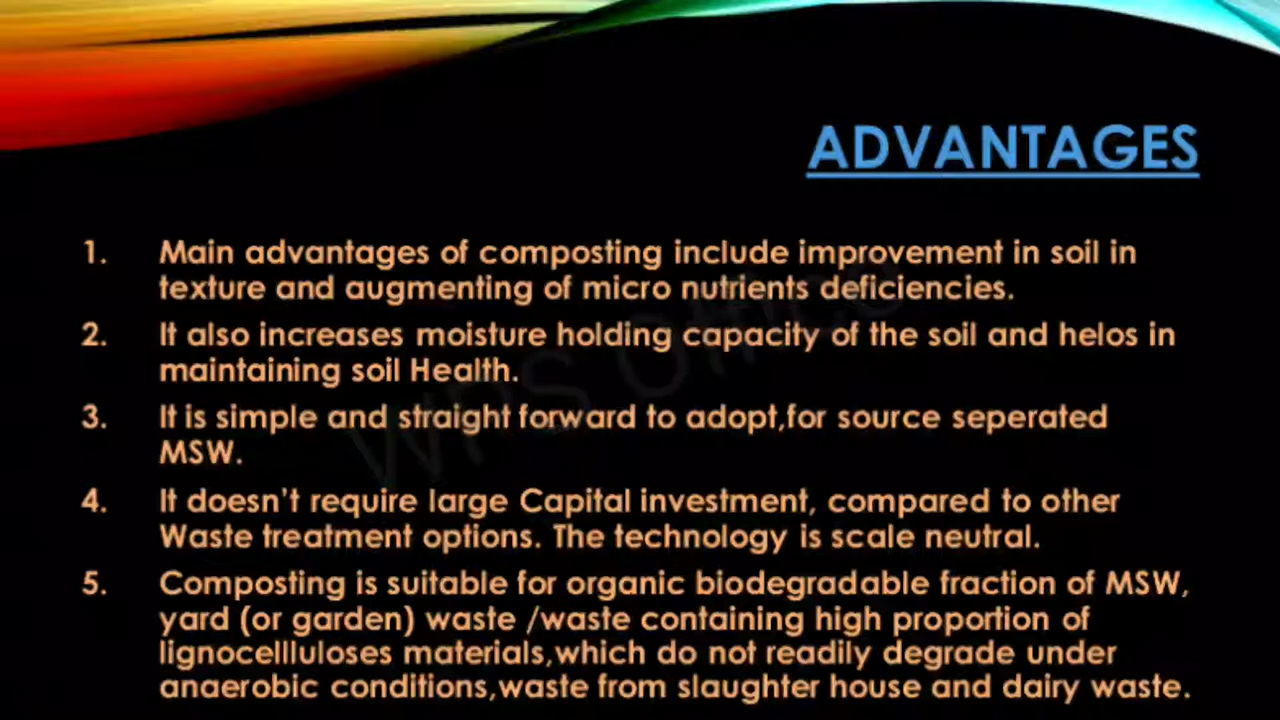 ADVANTAGES
1. Main advantages of composting include improvement in soil in
texture and augmenting of micro nutrients deficiencies.
2. It also increases moisture holding capacity of the soil and helos in
maintaining soil Health.
3. It is simple and straight forward to adopt,for source seperated
MSW.
4. It doesn't require large Capital investment, compared to other
Waste treatment options. The technology is scale neutral.
5. Composting is suitable for organic biodegradable fraction of MSW,
yard (or garden) waste /waste containing high proportion of
lignocellluloses materials,which do not readily degrade under
anaerobic conditions,waste from slaughter house and dairy waste.
WPS Office